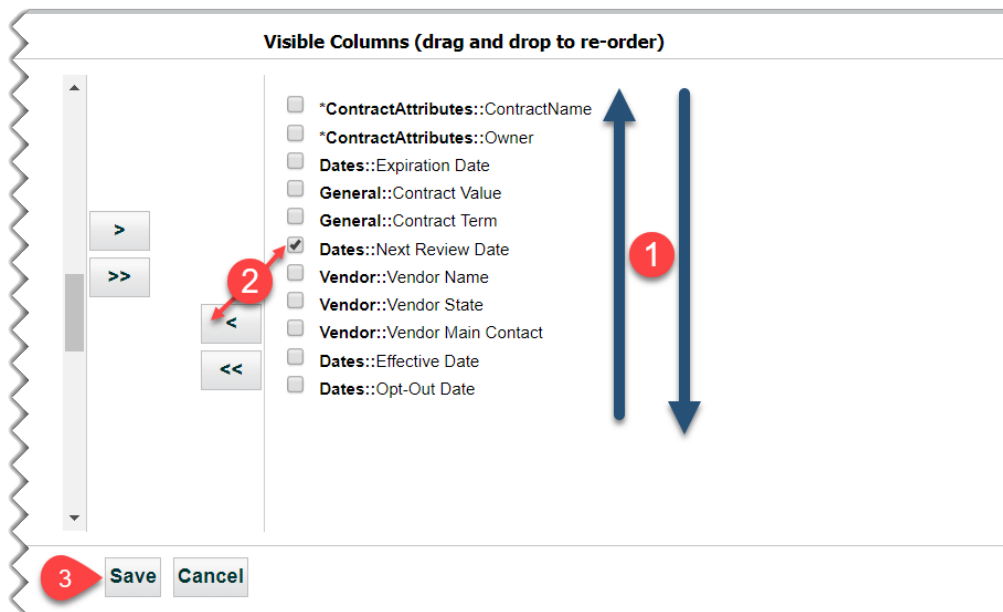 Visible Columns (drag and drop to re-order)
*ContractAttributes::ContractName
*ContractAttributes::Owner
Dates::Expiration Date
General::Contract Value
General::Contract Term
> Dates::Next Review Date 1
>> 2 Vendor::Vendor Name
Vendor::Vendor State
< Vendor::Vendor Main Contact
<< Dates::Effective Date
Dates::Opt-Out Date
3 Save Cancel